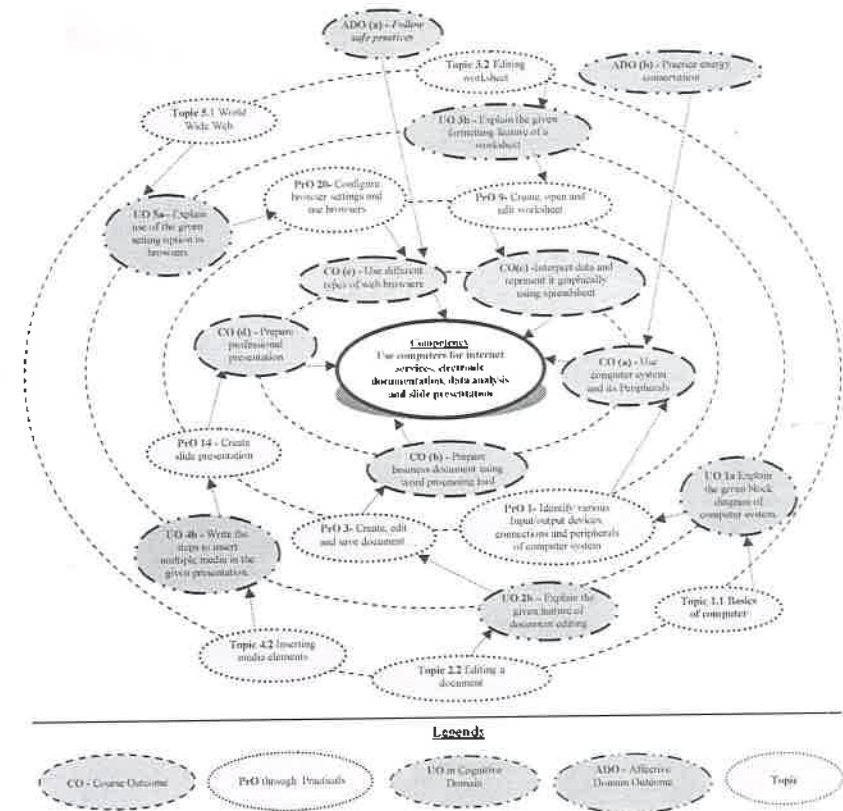 ADO (a) - Follow
safe practices
Topic 3.2 Editing
worksheet
ADO (b) - Practice energy
conservation
Topic 5.1 World
Wide Web
UO 3b - Explain the given
formatting feature of a
worksheet
PrO 20- Configure
browser settings and
use browsers
PrO 9- Create, open and
edit worksheet
UO 5a - Explain
use of the given
setting option in
browsers
CO (e) - Use different
types of web browsers
CO(c) -Interpret data and
represent it graphically
using spreadsheet
CO (d) - Prepare
professional
presentation
Competency
Use computers for internet
services, electronic
documentation, data analysis
and slide presentation
CO (a) - Use
computer system
and its Peripherals
PrO 14 - Create
slide presentation
CO (b) - Prepare
business document using
word processing tool
UO 1a Explain
the given block
diagram of
computer system
PrO 1- Identify various
Input/output devices,
connections and peripherals
of computer system
PrO 3- Create, edit
and save document
UO 4b - Write the
steps to insert
multiple media in the
given presentation.
UO 2b - Explain the
given feature of
document editing
Topic 1.1 Basics
of computer
Topic 4.2 Inserting
media elements
Topic 2.2 Editing a
document
Legends
CO - Course Outcome
PrO through Practicals
UO in Cognitive
Domain
ADO - Affective
Domain Outcome
Topic